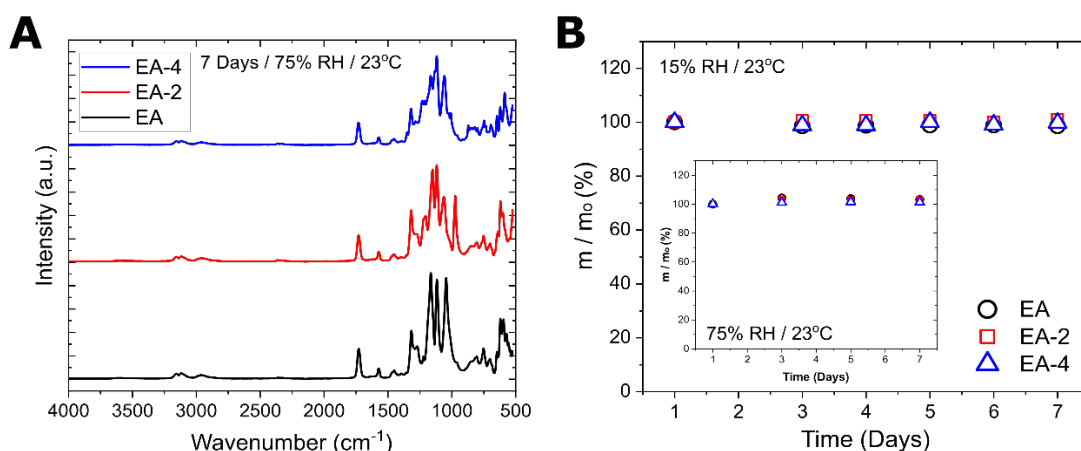 A
EA-4
EA-2
EA
7 Days / 75% RH / 23°C
Intensity (a.u.)
4000 3500 3000 2500 2000 1500 1000 500
Wavenumber (cm⁻¹)
B
15% RH / 23°C
m / mₒ (%)
120
100
80
60
40
20
0
m / mₒ (%)
120
100
80
60
40
20
0
75% RH / 23°C
1 2 3 4 5 6 7
Time (Days)
EA
EA-2
EA-4
1 2 3 4 5 6 7
Time (Days)